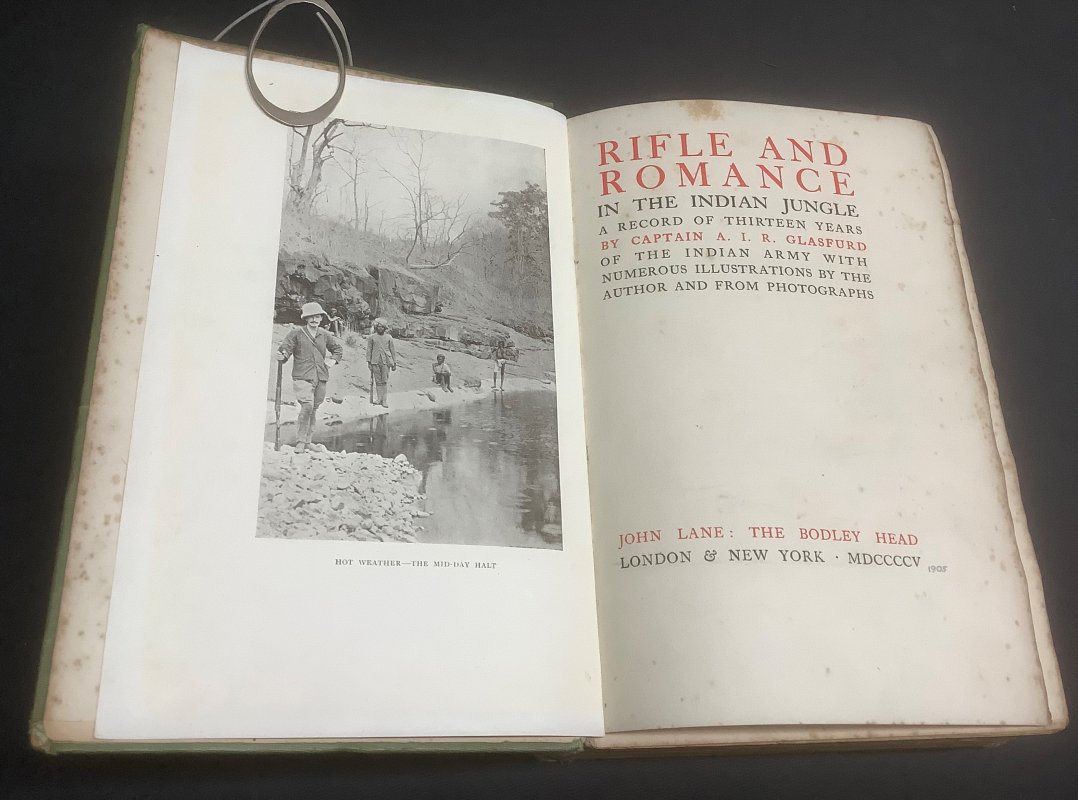 HOT WEATHER—THE MID-DAY HALT
RIFLE AND
ROMANCE
IN THE INDIAN JUNGLE
A RECORD OF THIRTEEN YEARS
BY CAPTAIN A. I. R. GLASFURD
OF THE INDIAN ARMY WITH
NUMEROUS ILLUSTRATIONS BY THE
AUTHOR AND FROM PHOTOGRAPHS
JOHN LANE: THE BODLEY HEAD
LONDON & NEW YORK · MDCCCCV
1905